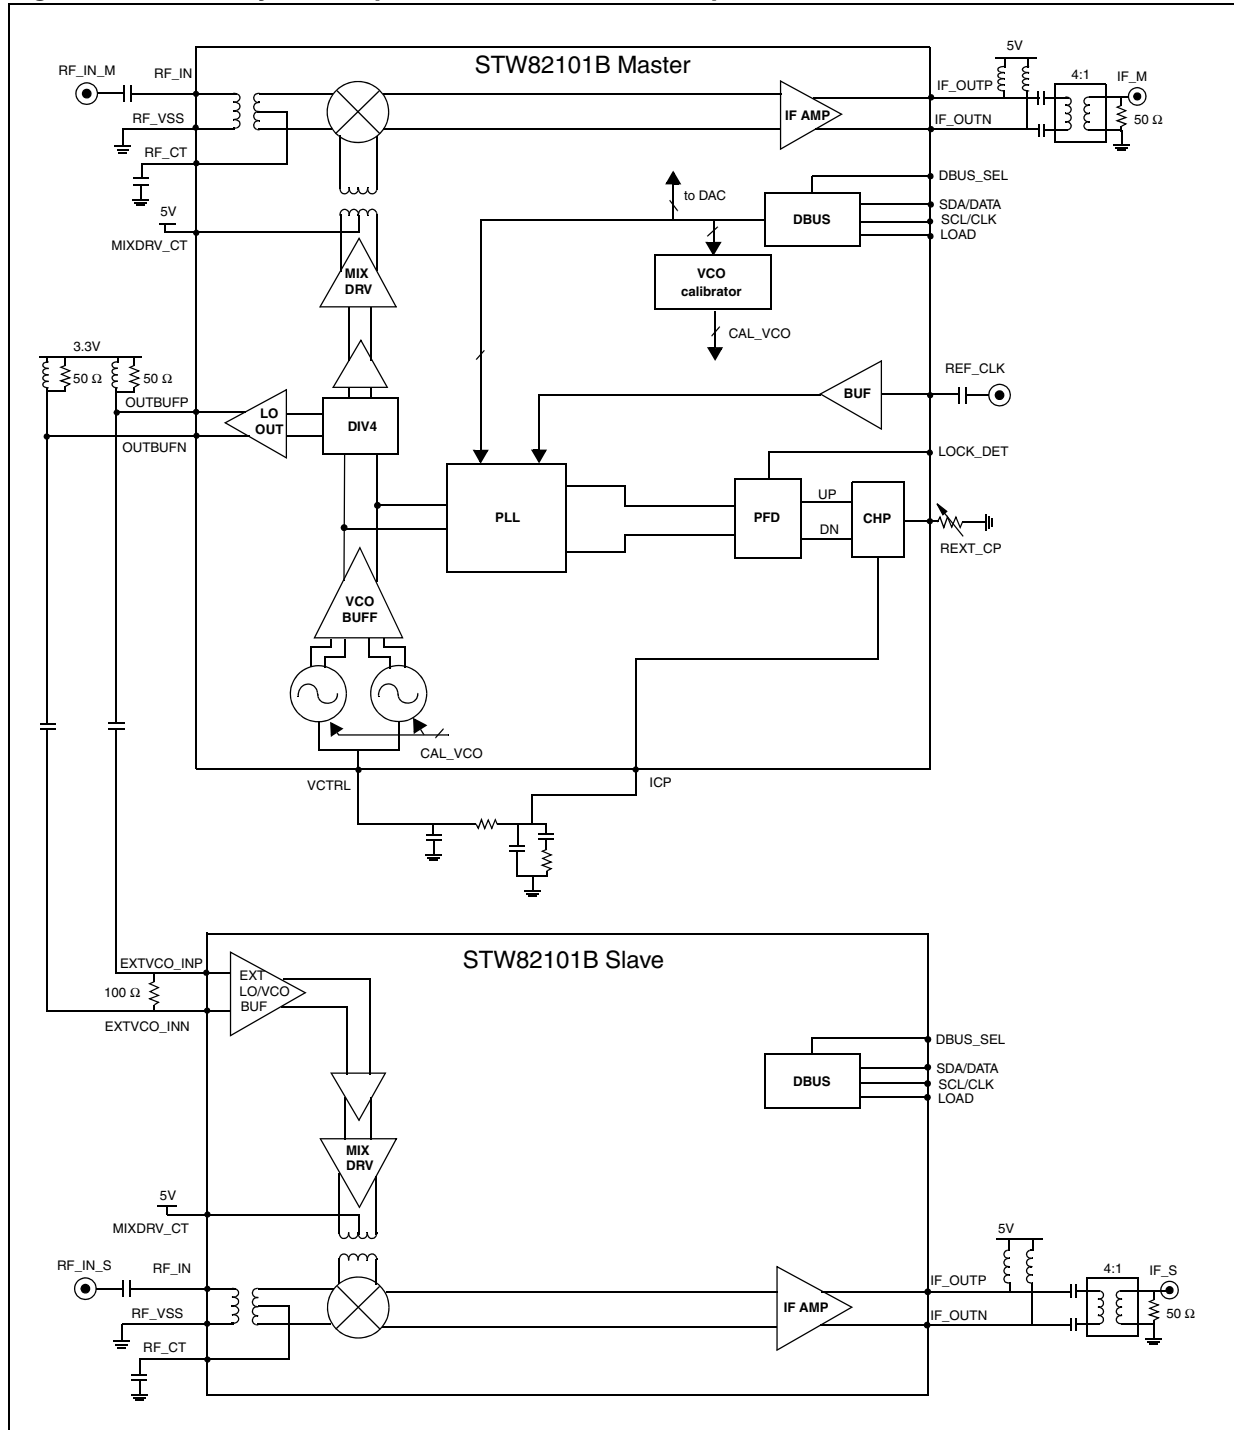 STW82101B Master
RF_IN_M
RF_IN
RF_VSS
RF_CT
5V
MIXDRV_CT
MIX
DRV
IF AMP
IF_OUTP
IF_OUTN
5V
4:1
IF_M
50 Ω
DBUS_SEL
SDA/DATA
SCL/CLK
LOAD
DBUS
to DAC
VCO
calibrator
CAL_VCO
3.3V
50 Ω
50 Ω
OUTBUFP
OUTBUFN
LO
OUT
DIV4
BUF
REF_CLK
LOCK_DET
PLL
PFD
UP
DN
CHP
REXT_CP
VCO
BUFF
CAL_VCO
VCTRL
ICP
STW82101B Slave
EXTVCO_INP
100 Ω
EXTVCO_INN
EXT
LO/VCO
BUF
DBUS
DBUS_SEL
SDA/DATA
SCL/CLK
LOAD
MIX
DRV
5V
MIXDRV_CT
RF_IN_S
RF_IN
RF_VSS
RF_CT
IF AMP
IF_OUTP
IF_OUTN
5V
4:1
IF_S
50 Ω